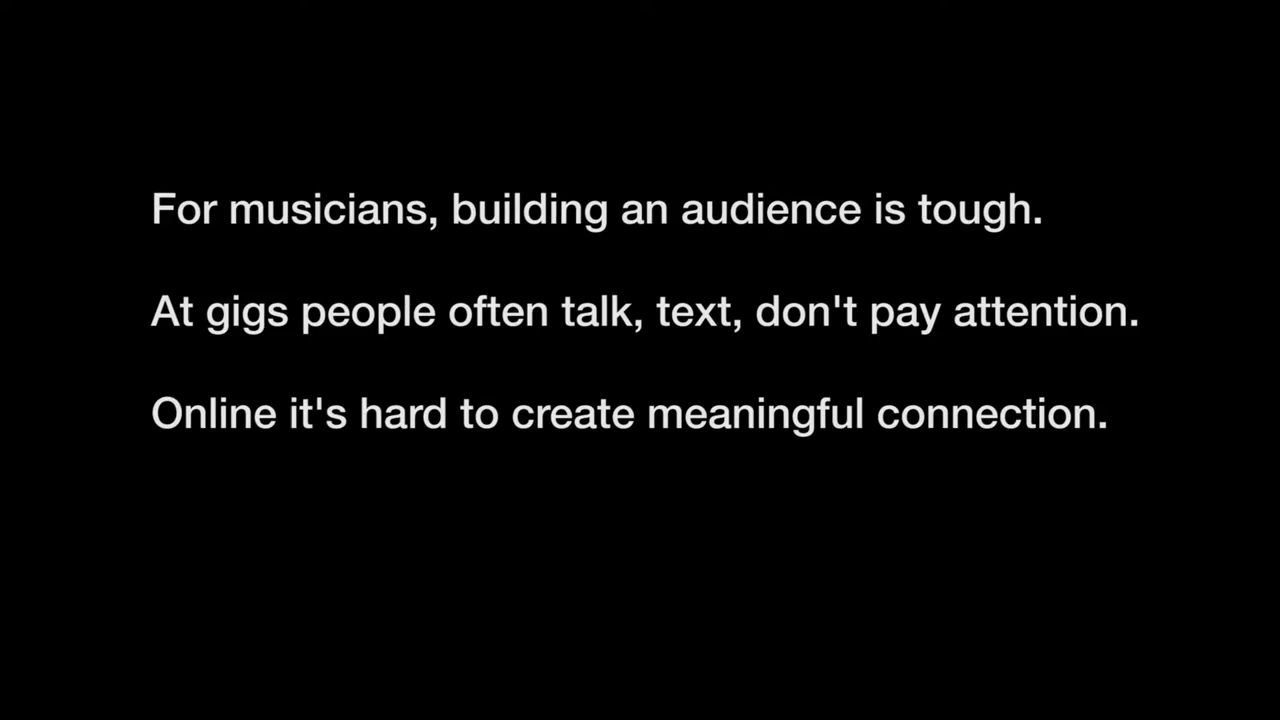 For musicians, building an audience is tough.
At gigs people often talk, text, don't pay attention.
Online it's hard to create meaningful connection.